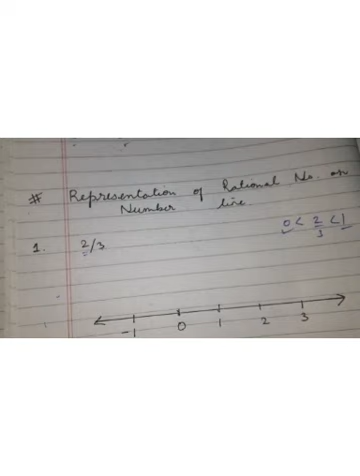 # Representation of Rational No. on
Number line
1. 2/3
0 < 2/3 < 1
-1 0 1 2 3